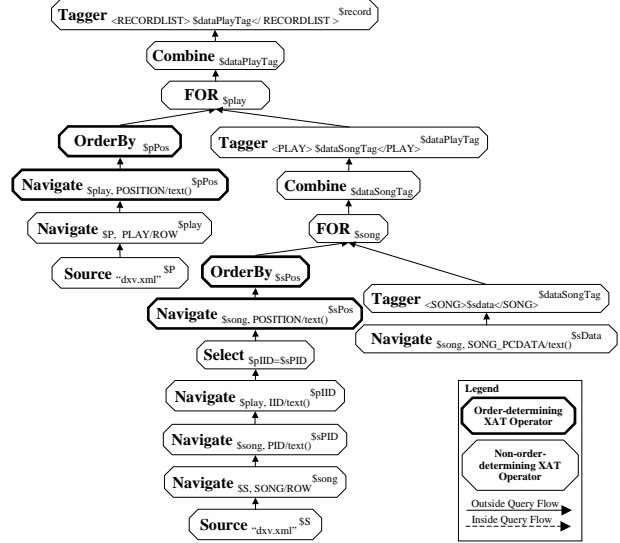 Tagger <RECORDLIST> $dataPlayTag</ RECORDLIST > $record
Combine $dataPlayTag
FOR $play
OrderBy $pPos
Tagger <PLAY> $dataSongTag</PLAY> $dataPlayTag
Navigate $play, POSITION/text() $pPos
Combine $dataSongTag
Navigate $P, PLAY/ROW $play
FOR $song
Source "dxv.xml" $P
OrderBy $sPos
Tagger <SONG>$sdata</SONG> $dataSongTag
Navigate $song, POSITION/text() $sPos
Navigate $song, SONG_PCDATA/text() $sData
Select $pIID=$sPID
Navigate $play, IID/text() $pIID
Navigate $song, PID/text() $sPID
Navigate $S, SONG/ROW $song
Source "dxv.xml" $S
Legend
Order-determining
XAT Operator
Non-order-
determining XAT
Operator
Outside Query Flow
Inside Query Flow